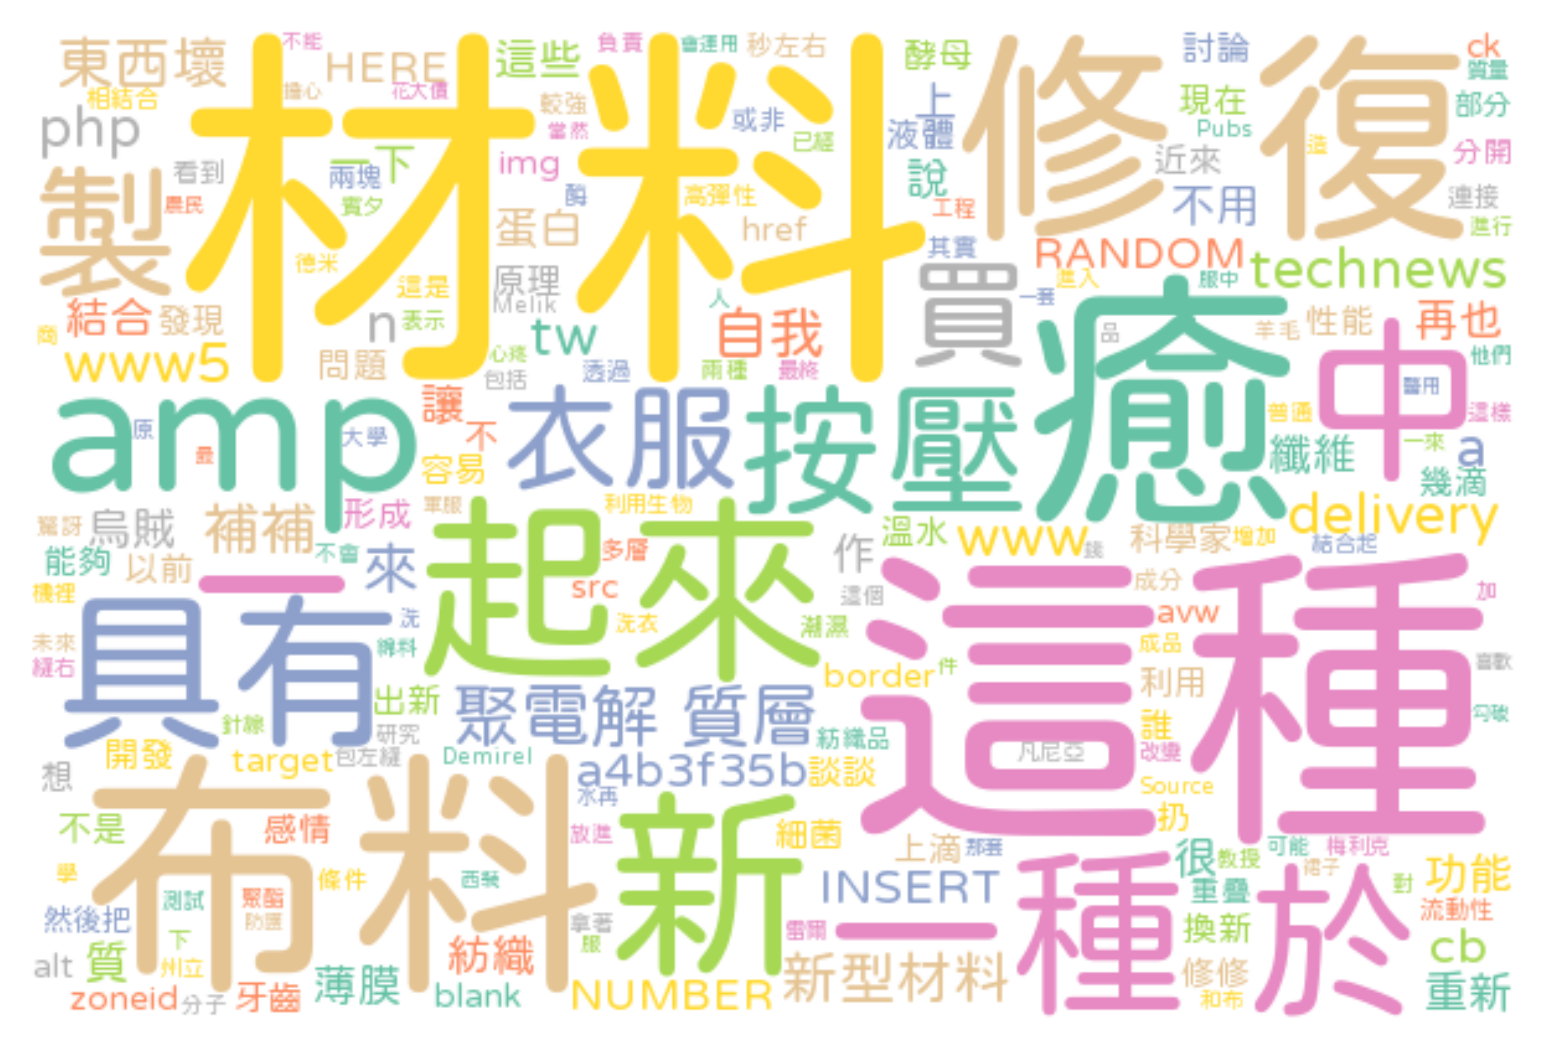 東西壞
不能
HERE
這些
負責
會運用
秒左右
酵母
討論
ck
質量
相結合
擔心
花大價
材料
較強
當然
或非
已經
上
液體
修復
現在
Pubs
部分
php
一下
img
高彈性
說
近來
造
分開
製
看到
農民
兩塊
賓夕
酶
蛋白
href
工程
不用
連接
進行
德米
這是
原理
Melik
其實
買
RANDOM
進入
服中
technews
結合
發現
n
表示
tw
人
自我
一套
品
羊毛
性能
再也
www5
問題
心疼
包括
透過
兩種
最終
癒
中
他們
醫用
amp
原
最
大學
讓
不
容易
衣服
按壓
普通
這樣
一來
a
纖維
幾滴
驚訝
烏賊
補補
形成
軍服
利用生物
溫水
www
錢
科學家
增加
結合起
delivery
能夠
以前
一
不會
來
起來
多層
src
作
這個
成分
avw
加
機裡
具有
洗
洗衣
潮濕
這種
成品
未來
縫右
出新
聚電解 質層
border
件
利用
喜歡
針線
研究
紡織品
誰
勾破
開發
target
包左縫
Demirel
a4b3f35b
談談
凡尼亞
改變
Source
想
布料
水再
新
扔
不是
感情
放進
細菌
上滴
那套
很
教授
可能
梅利克
裙子
學
條件
西裝
INSERT
一種
重疊
於
對
功能
然後把
測試
聚酯
防護
拿著
服
雷爾
換新
流動性
alt
質
下
州立
薄膜
紡織
新型材料
修修
cb
zoneid
分子
牙齒
blank
NUMBER
和布
重新